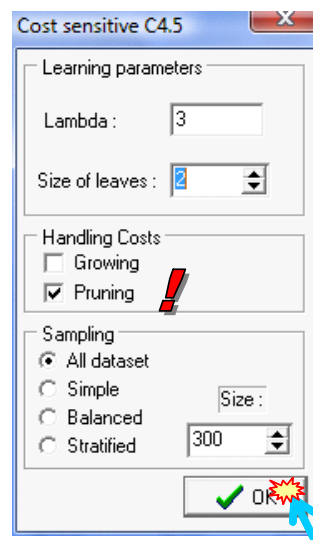 Cost sensitive C4.5
Learning parameters
Lambda : 3
Size of leaves : 2
Handling Costs
Growing
Pruning
Sampling
All dataset
Simple
Size :
Balanced
300
Stratified
OK